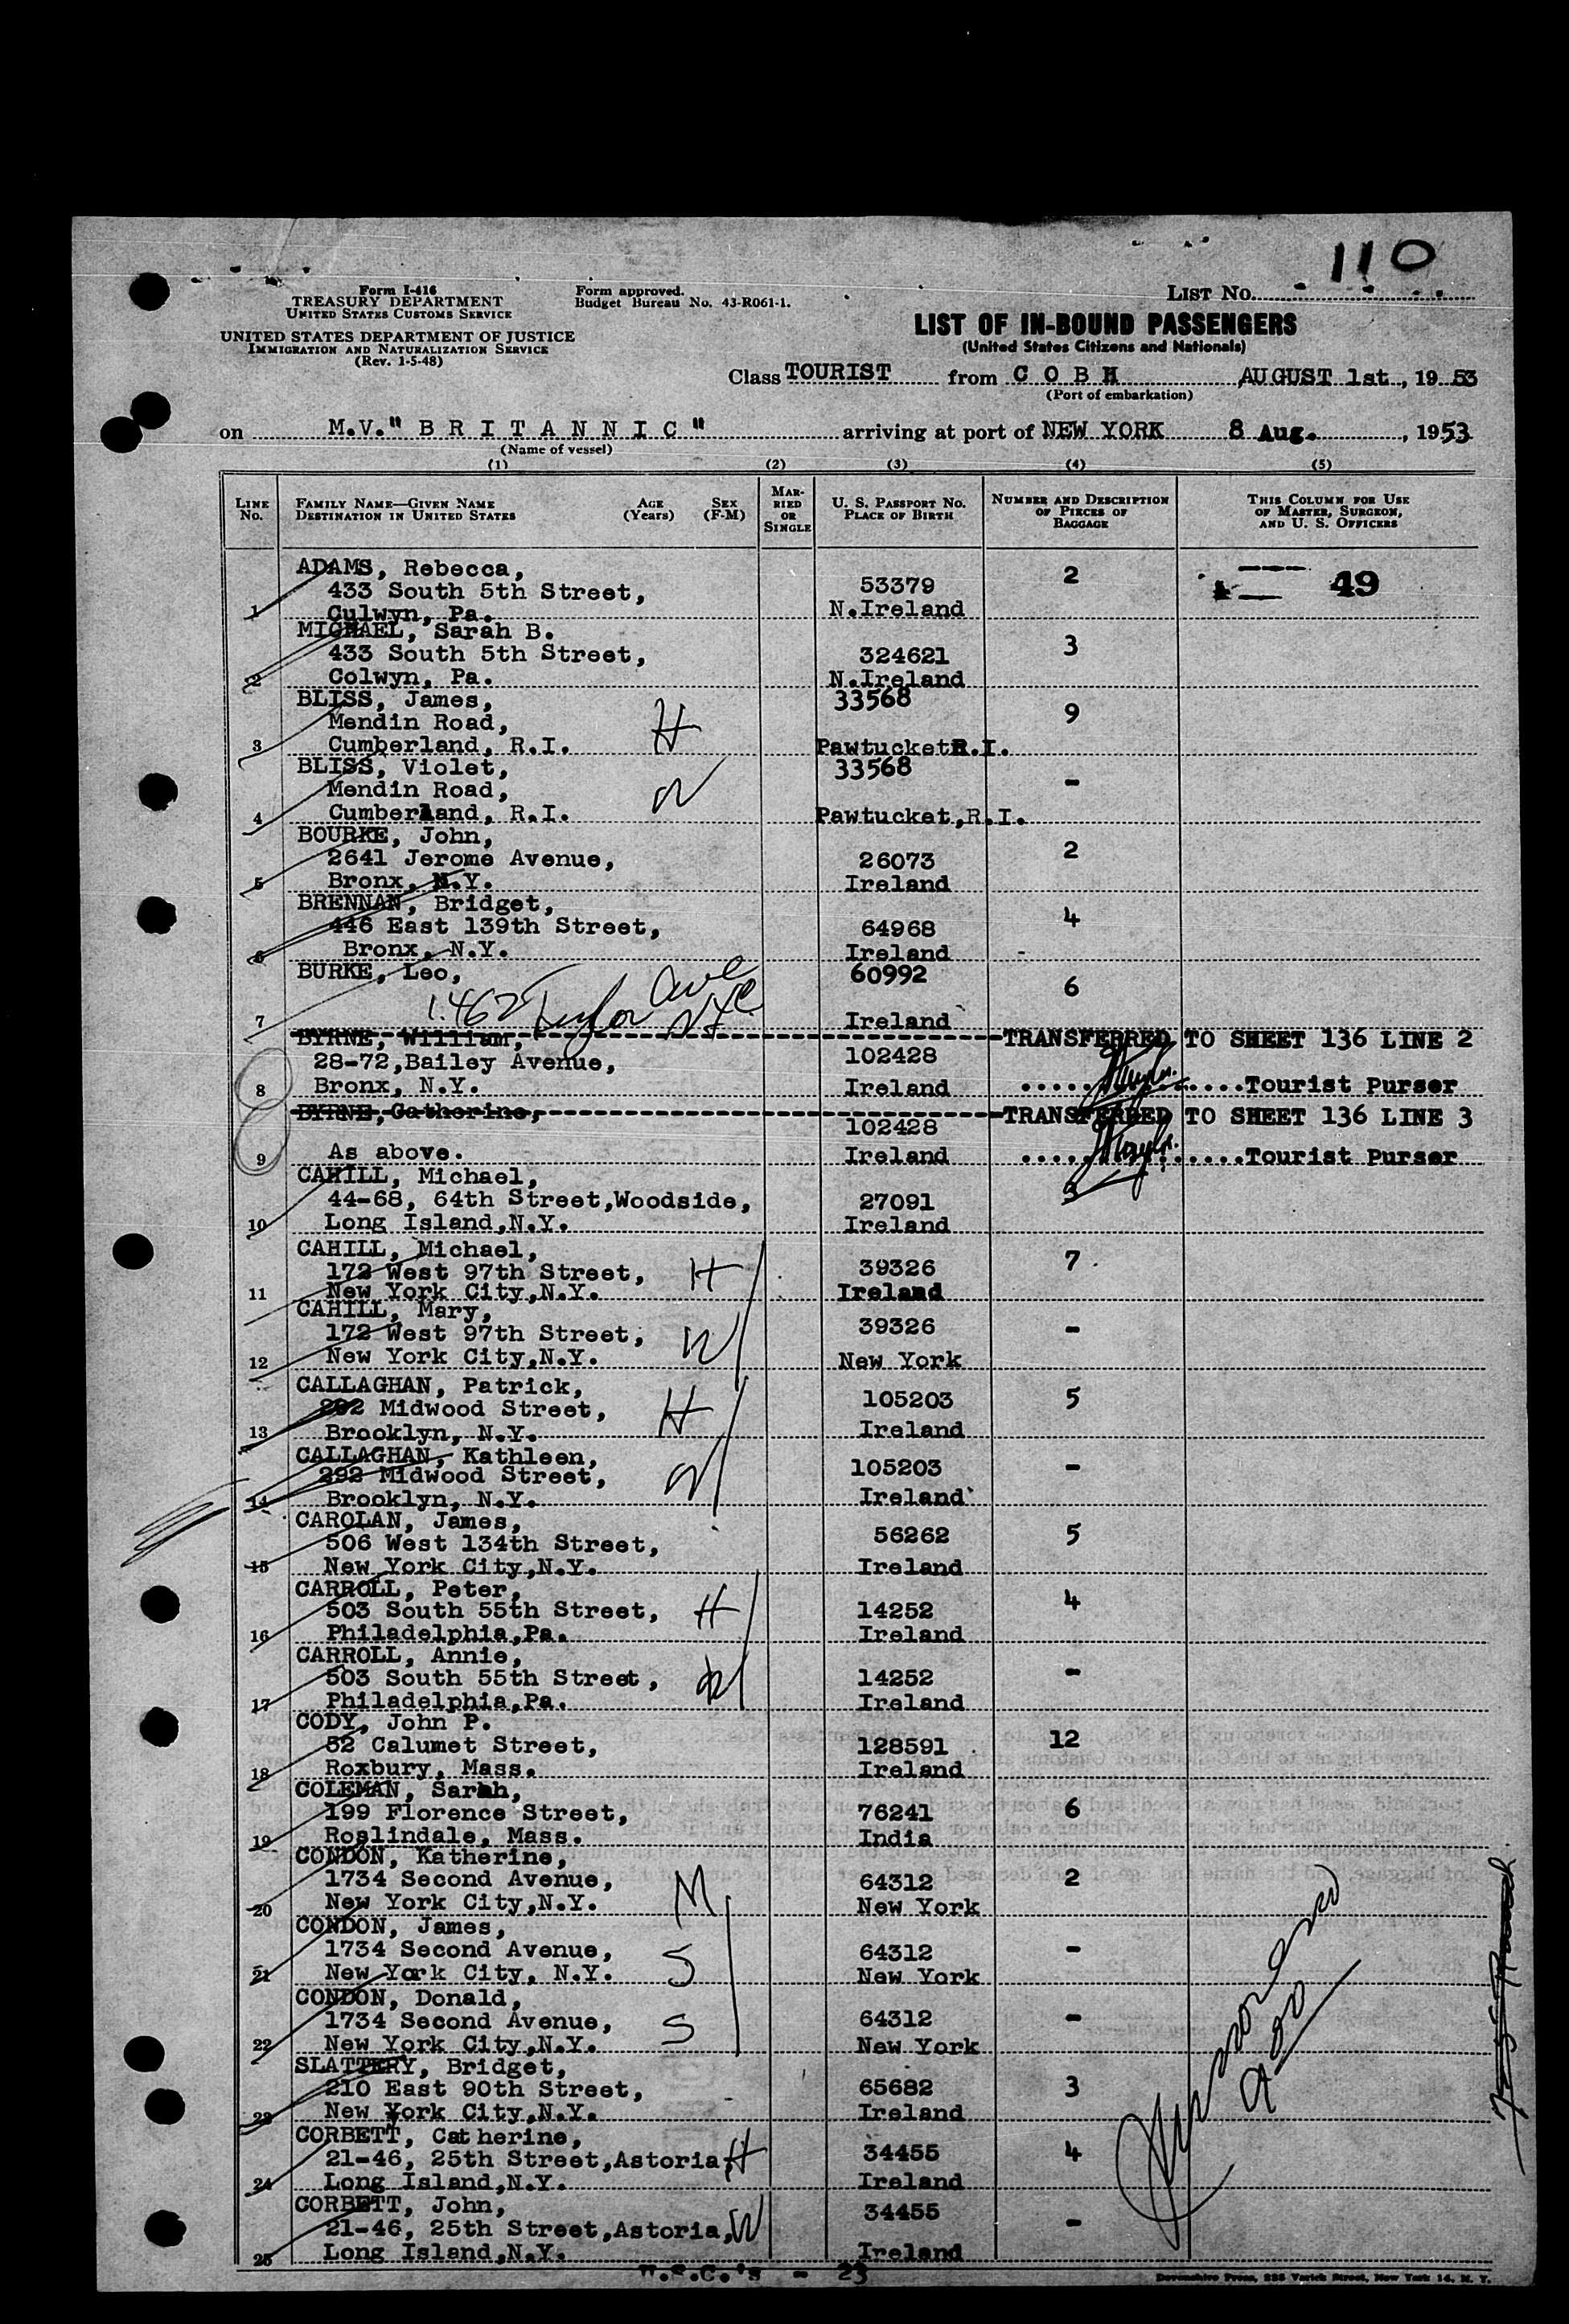 110
Form I-416
TREASURY DEPARTMENT
UNITED STATES CUSTOMS SERVICE
UNITED STATES DEPARTMENT OF JUSTICE
IMMIGRATION AND NATURALIZATION SERVICE
(Rev. 1-5-48)
Form approved.
Budget Bureau No. 43-R061-1.
LIST No.
LIST OF IN-BOUND PASSENGERS
(United States Citizens and Nationals)
Class TOURIST from C O B H AUGUST 1st., 1953
(Port of embarkation)
on M.V." B R I T A N N I C " arriving at port of NEW YORK 8 Aug., 1953
(Name of vessel)
(1) (2) (3) (4) (5)
LINE No. FAMILY NAME—GIVEN NAME DESTINATION IN UNITED STATES AGE (Years) SEX (F-M) MARRIED OR SINGLE U. S. PASSPORT NO. PLACE OF BIRTH NUMBER AND DESCRIPTION OF PIECES OF BAGGAGE THIS COLUMN FOR USE OF MASTER, SURGEON, AND U. S. OFFICERS
ADAMS, Rebecca, 2
433 South 5th Street, 53379 49
1 Culwyn, Pa. N.Ireland
MICHAEL, Sarah B. 3
433 South 5th Street, 324621
2 Colwyn, Pa. N.Ireland
BLISS, James, 33568
Mendin Road, H 9
3 Cumberland, R.I. Pawtucket R.I.
BLISS, Violet, 33568
Mendin Road, W -
4 Cumberland, R.I. Pawtucket,R.I.
BOURKE, John,
2641 Jerome Avenue, 26073 2
5 Bronx, N.Y. Ireland
BRENNAN, Bridget, 4
446 East 139th Street, 64968
6 Bronx, N.Y. Ireland
BURKE, Leo, 60992
1462 Taylor Ave NYC 6
7 Ireland
BYRNE, William, TRANSFERRED TO SHEET 136 LINE 2
28-72,Bailey Avenue, 102428
8 Bronx, N.Y. Ireland Tourist Purser
BYRNE, Catherine, TRANSFERRED TO SHEET 136 LINE 3
102428
9 As above. Ireland Tourist Purser
CAHILL, Michael, 3
44-68, 64th Street,Woodside, 27091
10 Long Island,N.Y. Ireland
CAHILL, Michael, 7
172 West 97th Street, H 39326
11 New York City,N.Y. Ireland
CAHILL, Mary, 39326
172 West 97th Street, W -
12 New York City,N.Y. New York
CALLAGHAN, Patrick, 105203 5
292 Midwood Street, H
13 Brooklyn, N.Y. Ireland
CALLAGHAN, Kathleen, 105203 -
292 Midwood Street, W
14 Brooklyn, N.Y. Ireland
CAROLAN, James, 56262 5
506 West 134th Street,
15 New York City,N.Y. Ireland
CARROLL, Peter, 4
503 South 55th Street, H 14252
16 Philadelphia,Pa. Ireland
CARROLL, Annie, -
503 South 55th Street, W 14252
17 Philadelphia,Pa. Ireland
CODY, John P. 12
52 Calumet Street, 128591
18 Roxbury, Mass. Ireland
COLEMAN, Sarah, 6
199 Florence Street, 76241
19 Roslindale, Mass. India
CONDON, Katherine, 2
1734 Second Avenue, M 64312
20 New York City,N.Y. New York
CONDON, James, -
1734 Second Avenue, S 64312
21 New York City, N.Y. New York
CONDON, Donald, -
1734 Second Avenue, S 64312
22 New York City,N.Y. New York
SLATTERY, Bridget, 3
210 East 90th Street, 65682
23 New York City,N.Y. Ireland
CORBETT, Catherine, 4
21-46, 25th Street,Astoria, H 34455
24 Long Island,N.Y. Ireland
CORBETT, John, 34455
21-46, 25th Street,Astoria, W -
25 Long Island,N.Y. Ireland
U.S.C.'s - 23
Devonshire Press, 225 Varick Street, New York 14, N. Y.